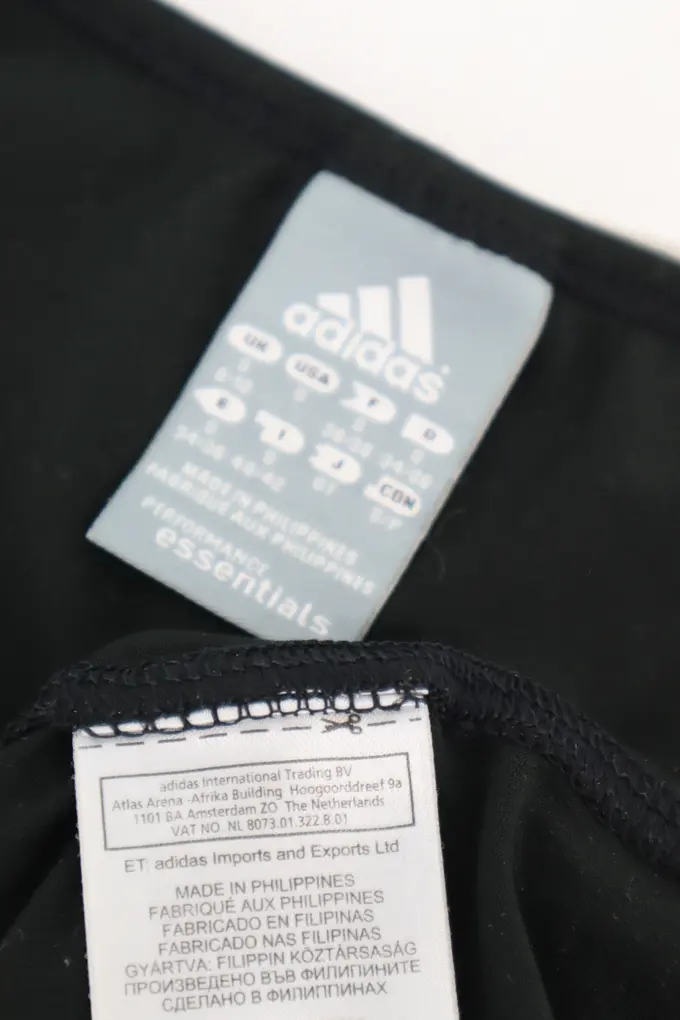 adidas
UK USA F D
S S S S
E I J CDN
S S
MADE IN PHILIPPINES
FABRIQUÉ AUX PHILIPPINES
PERFORMANCE
essentials
adidas International Trading BV
Atlas Arena -Afrika Building Hoogoorddreef 9a
1101 BA Amsterdam ZO The Netherlands
VAT NO. NL 8073.01.322.B.01
ET: adidas Imports and Exports Ltd
MADE IN PHILIPPINES
FABRIQUÉ AUX PHILIPPINES
FABRICADO EN FILIPINAS
FABRICADO NAS FILIPINAS
GYÁRTVA: FILIPPIN KÖZTÁRSASÁG
ПРОИЗВЕДЕНО ВЪВ ФИЛИПИНИТЕ
СДЕЛАНО В ФИЛИППИНАХ